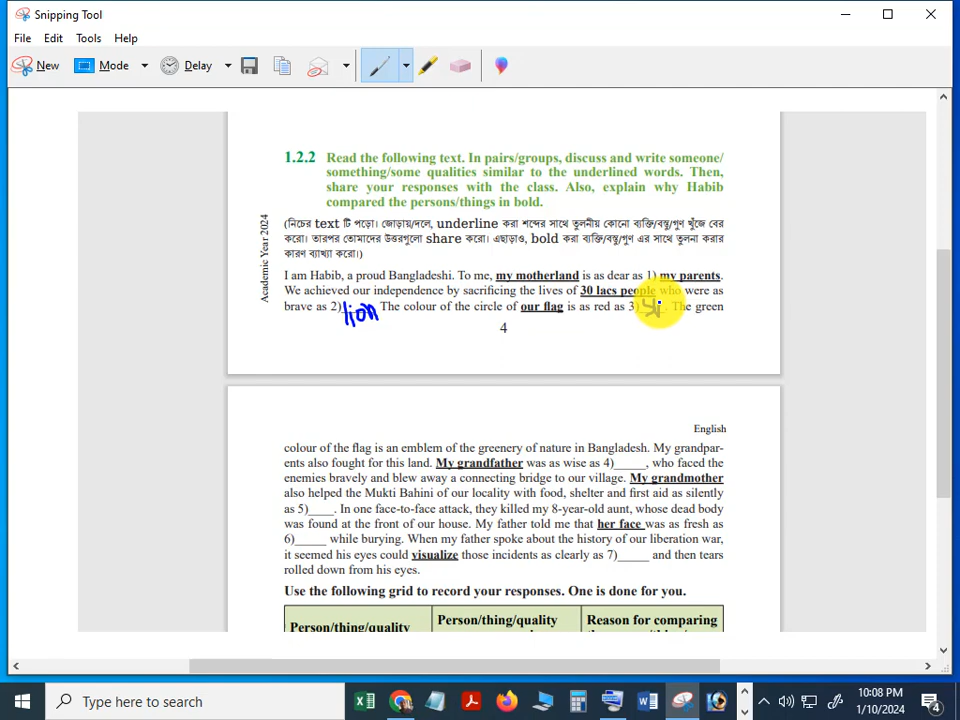 Snipping Tool
File Edit Tools Help
New Mode Delay
1.2.2 Read the following text. In pairs/groups, discuss and write someone/
something/some qualities similar to the underlined words. Then,
share your responses with the class. Also, explain why Habib
compared the persons/things in bold.
(নিচের text টি পড়ো। জোড়ায়/দলে, underline করা শব্দের সাথে তুলনীয় কোনো ব্যক্তি/বস্তু/গুণ খুঁজে বের
করো। তারপর তোমাদের উত্তরগুলো share করো। এছাড়াও, bold করা ব্যক্তি/বস্তু/গুণ এর সাথে তুলনা করার
কারণ ব্যাখ্যা করো।)
Academic Year 2024
I am Habib, a proud Bangladeshi. To me, my motherland is as dear as 1) my parents.
We achieved our independence by sacrificing the lives of 30 lacs people who were as
brave as 2) lion The colour of the circle of our flag is as red as 3)____. The green
4
English
colour of the flag is an emblem of the greenery of nature in Bangladesh. My grandpar-
ents also fought for this land. My grandfather was as wise as 4)_____, who faced the
enemies bravely and blew away a connecting bridge to our village. My grandmother
also helped the Mukti Bahini of our locality with food, shelter and first aid as silently
as 5)____. In one face-to-face attack, they killed my 8-year-old aunt, whose dead body
was found at the front of our house. My father told me that her face was as fresh as
6)_____ while burying. When my father spoke about the history of our liberation war,
it seemed his eyes could visualize those incidents as clearly as 7)_____ and then tears
rolled down from his eyes.
Use the following grid to record your responses. One is done for you.
Person/thing/quality Person/thing/quality Reason for comparing
Type here to search
10:08 PM
1/10/2024
4